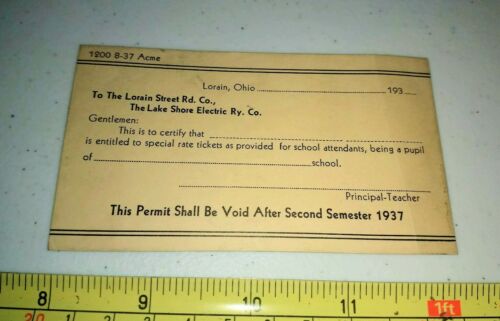 1200 8-37 Acme
Lorain, Ohio 193
To The Lorain Street Rd. Co.,
The Lake Shore Electric Ry. Co.
Gentlemen:
This is to certify that
is entitled to special rate tickets as provided for school attendants, being a pupil
of school.
Principal-Teacher
This Permit Shall Be Void After Second Semester 1937
8 9 10 11 1ft
20